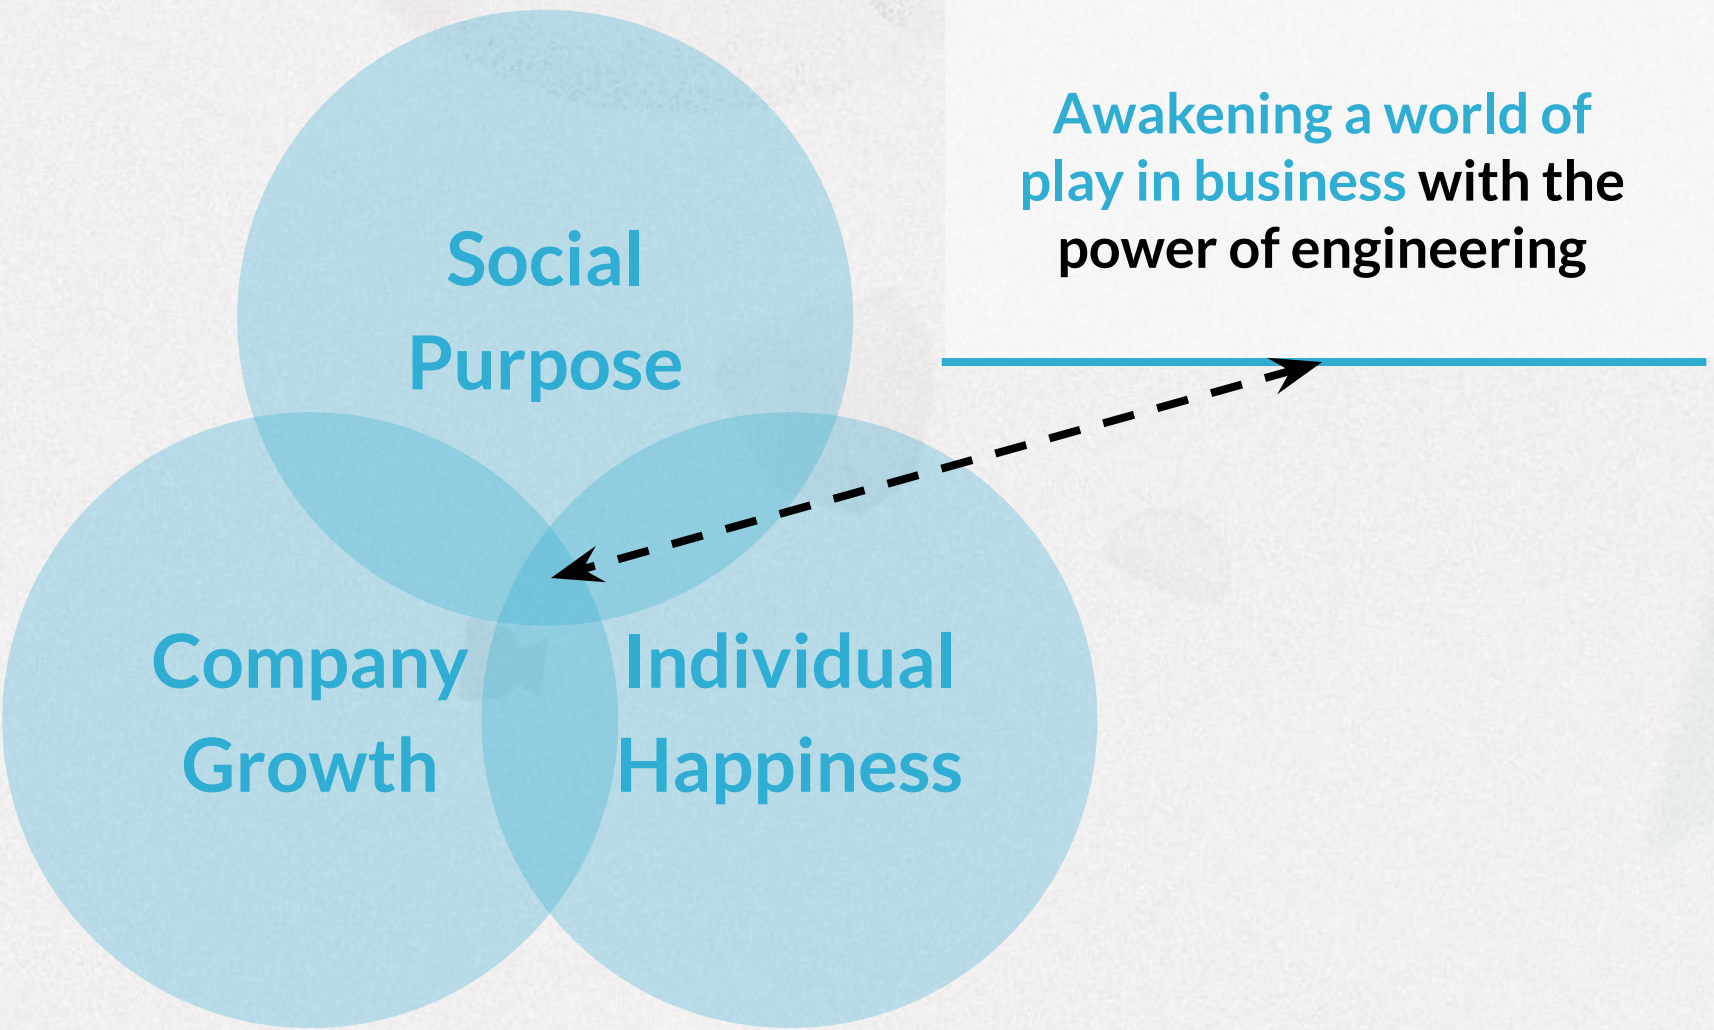 Awakening a world of
play in business with the
power of engineering
Social
Purpose
Company
Growth
Individual
Happiness